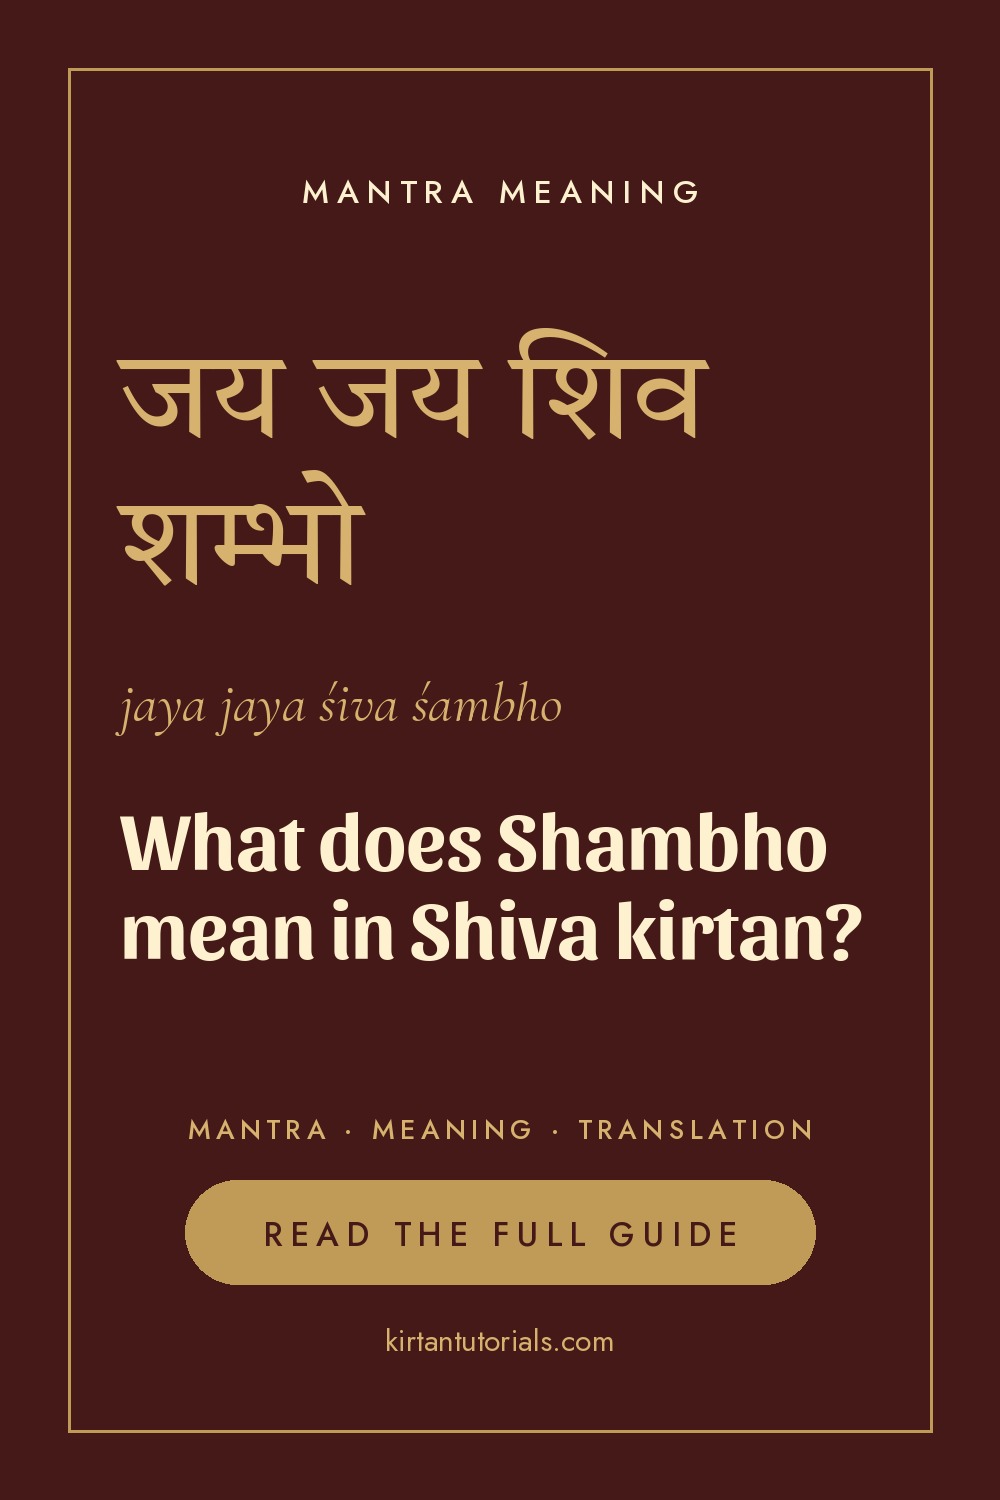 MANTRA MEANING
जय जय शिव
शम्भो
jaya jaya śiva śambho
What does Shambho
mean in Shiva kirtan?
MANTRA · MEANING · TRANSLATION
READ THE FULL GUIDE
kirtantutorials.com